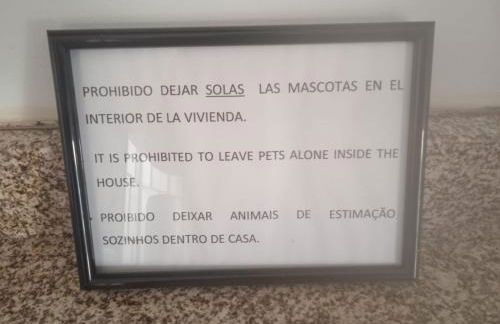 PROHIBIDO DEJAR SOLAS LAS MASCOTAS EN EL
INTERIOR DE LA VIVIENDA.
IT IS PROHIBITED TO LEAVE PETS ALONE INSIDE THE
HOUSE.
PROIBIDO DEIXAR ANIMAIS DE ESTIMAÇÃO
SOZINHOS DENTRO DE CASA.